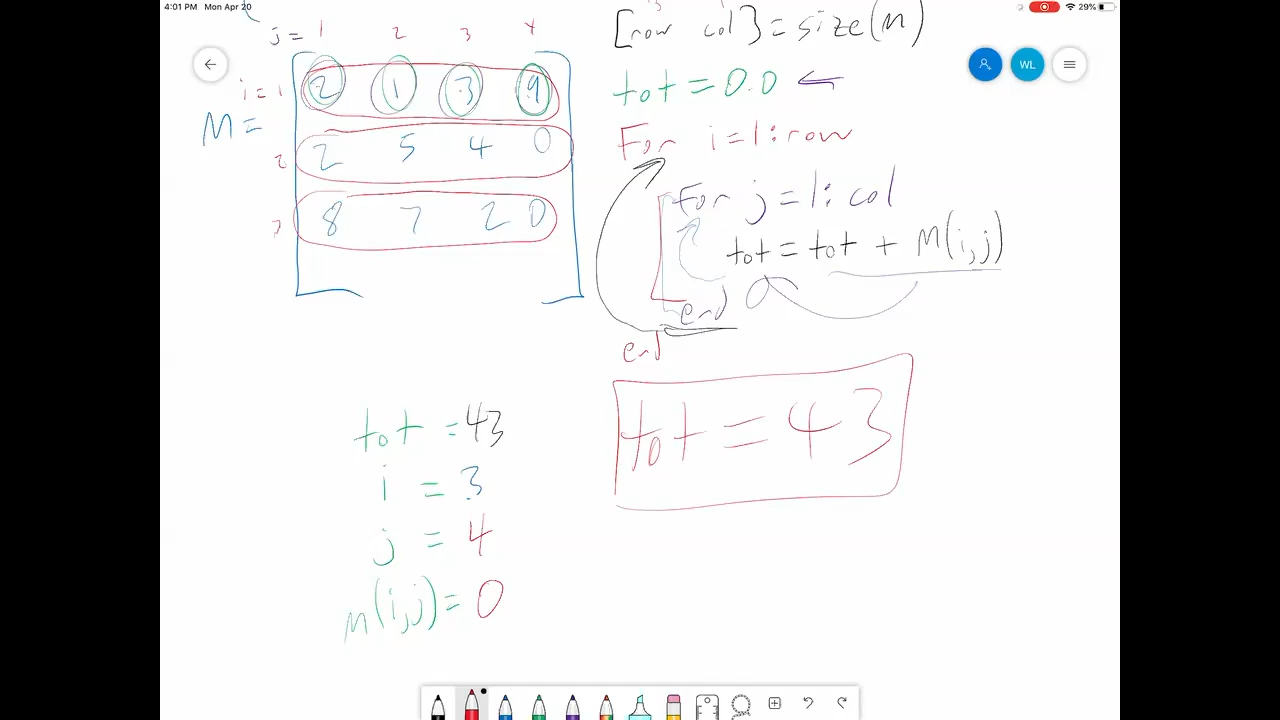 4:01 PM Mon Apr 20
29%
WL
j = 1 2 3 4
i = 1 2 1 3 9
M =
2 2 5 4 0
3 8 7 2 0
[row col] = size(M)
tot = 0.0 ←
For i = 1:row
For j = 1:col
tot = tot + M(i,j)
end
end
tot = 43
tot = 43
i = 3
j = 4
M(i,j) = 0